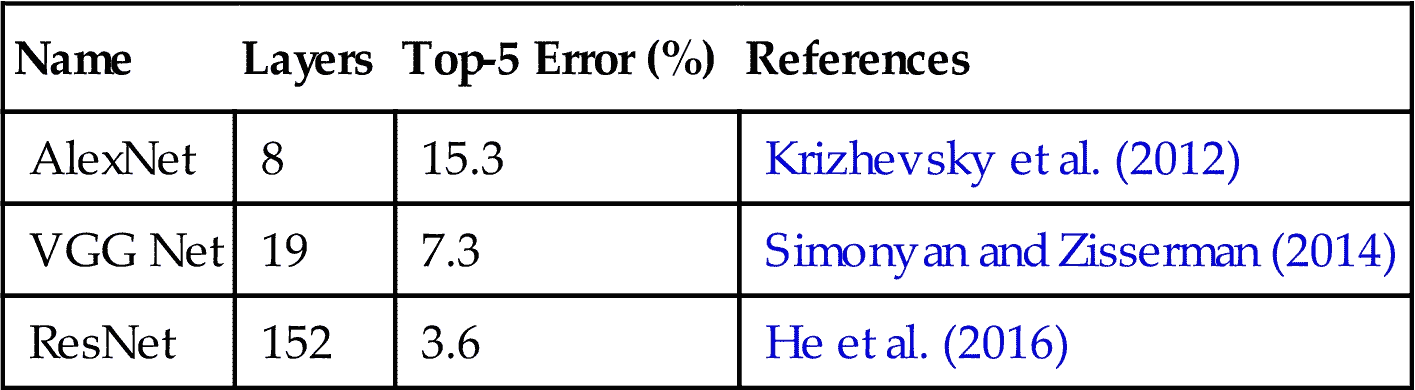 Name Layers Top-5 Error (%) References
AlexNet 8 15.3 Krizhevsky et al. (2012)
VGG Net 19 7.3 Simonyan and Zisserman (2014)
ResNet 152 3.6 He et al. (2016)